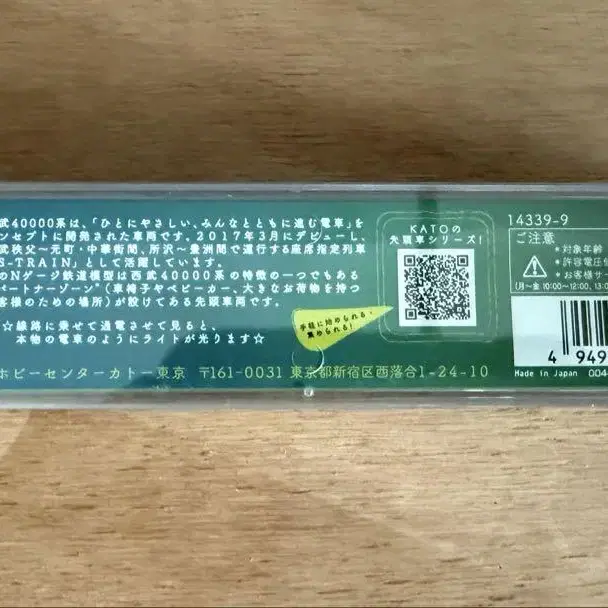 武40000系は、「ひとにやさしい、みんなとともに進む電車」を
ンセプトに開発された車両です。2017年3月にデビューし、
武秩父〜元町・中華街間、所沢〜豊洲間で運行する座席指定列車
S-TRAIN」として活躍しています。
のNゲージ鉄道模型は西武40000系の特徴の一つでもある
パートナーゾーン"(車椅子やベビーカー、大きなお荷物を持つ
客様のための場所)が設けてある先頭車両です。
☆線路に乗せて通電させて見ると、
本物の電車のようにライトが光ります☆
ホビーセンターカトー東京 〒161-0031 東京都新宿区西落合1-24-10
手軽に始められる・
集められる!
KATOの
先頭車シリーズ!
14339-9
ご注意
*対象年齢
*許容電圧
*お客様サ
(月〜金 10:00〜12:00、13:0
4 949
Made in Japan 004